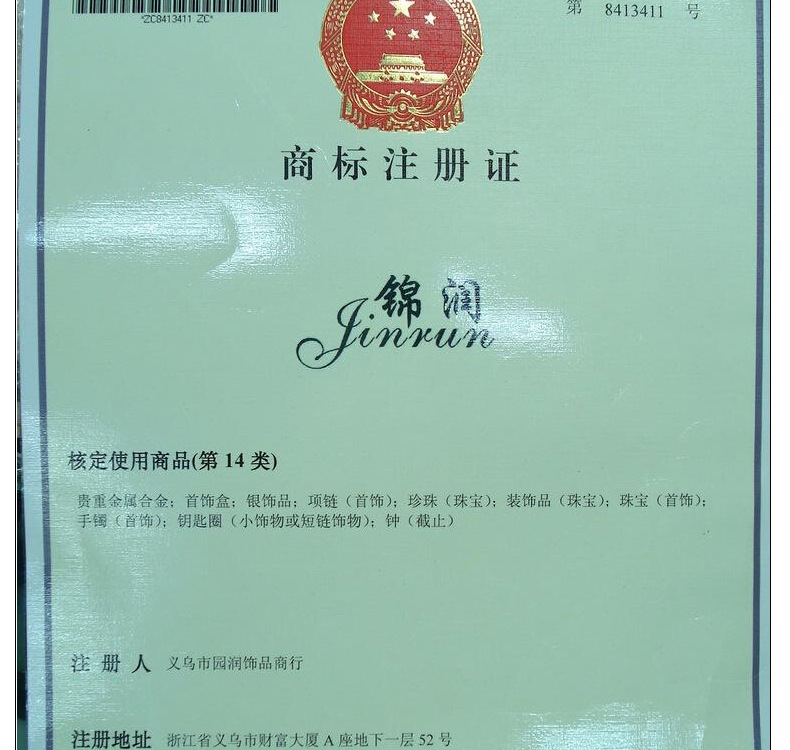 *ZC8413411 ZC*
第 8413411 号
商标注册证
锦润
Jinrun
核定使用商品(第 14 类)
贵重金属合金；首饰盒；银饰品；项链（首饰）；珍珠（珠宝）；装饰品（珠宝）；珠宝（首饰）；
手镯（首饰）；钥匙圈（小饰物或短链饰物）；钟（截止）
注册人 义乌市园润饰品商行
注册地址 浙江省义乌市财富大厦 A 座地下一层 52 号